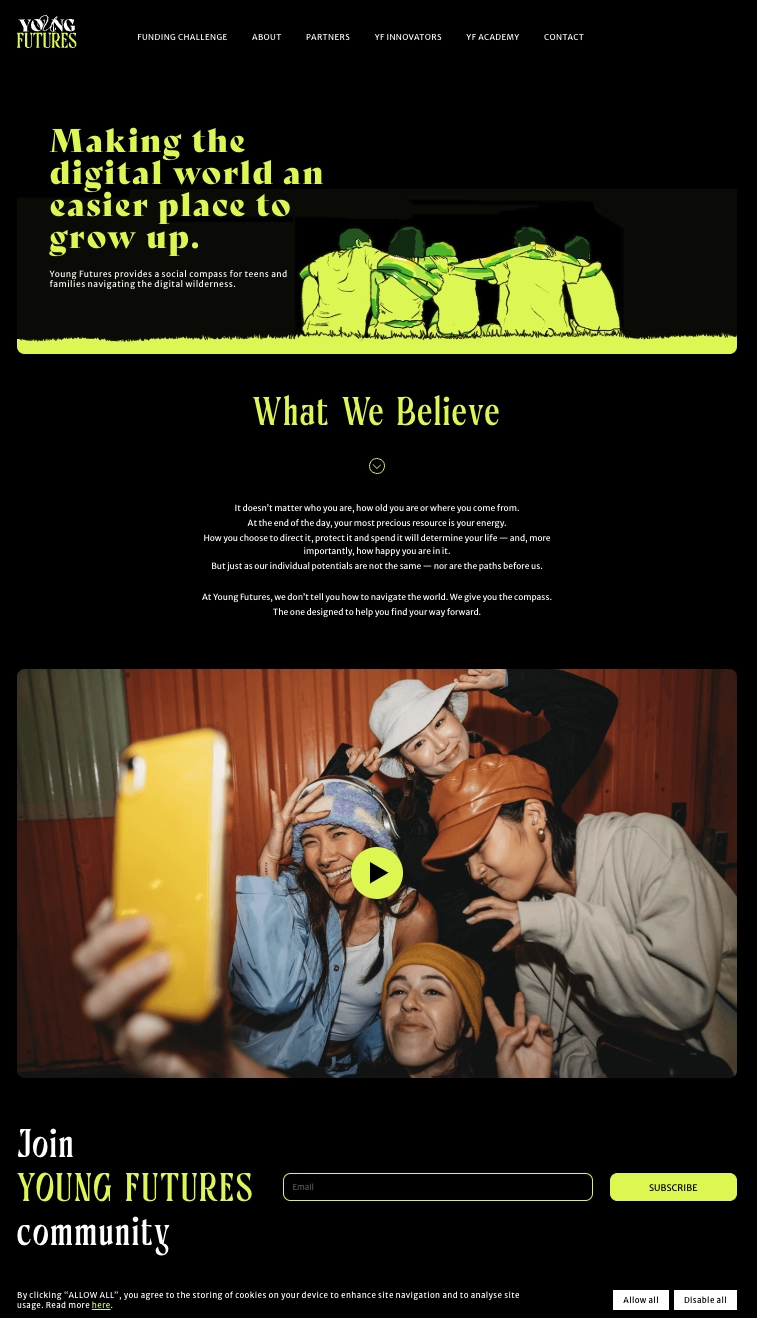 YOUNG
FUTURES
FUNDING CHALLENGE ABOUT PARTNERS YF INNOVATORS YF ACADEMY CONTACT
Making the
digital world an
easier place to
grow up.
Young Futures provides a social compass for teens and
families navigating the digital wilderness.
What We Believe
It doesn't matter who you are, how old you are or where you come from.
At the end of the day, your most precious resource is your energy.
How you choose to direct it, protect it and spend it will determine your life — and, more
importantly, how happy you are in it.
But just as our individual potentials are not the same — nor are the paths before us.
At Young Futures, we don't tell you how to navigate the world. We give you the compass.
The one designed to help you find your way forward.
Join
YOUNG FUTURES
community
Email
SUBSCRIBE
By clicking “ALLOW ALL”, you agree to the storing of cookies on your device to enhance site navigation and to analyse site
usage. Read more here.
Allow all Disable all